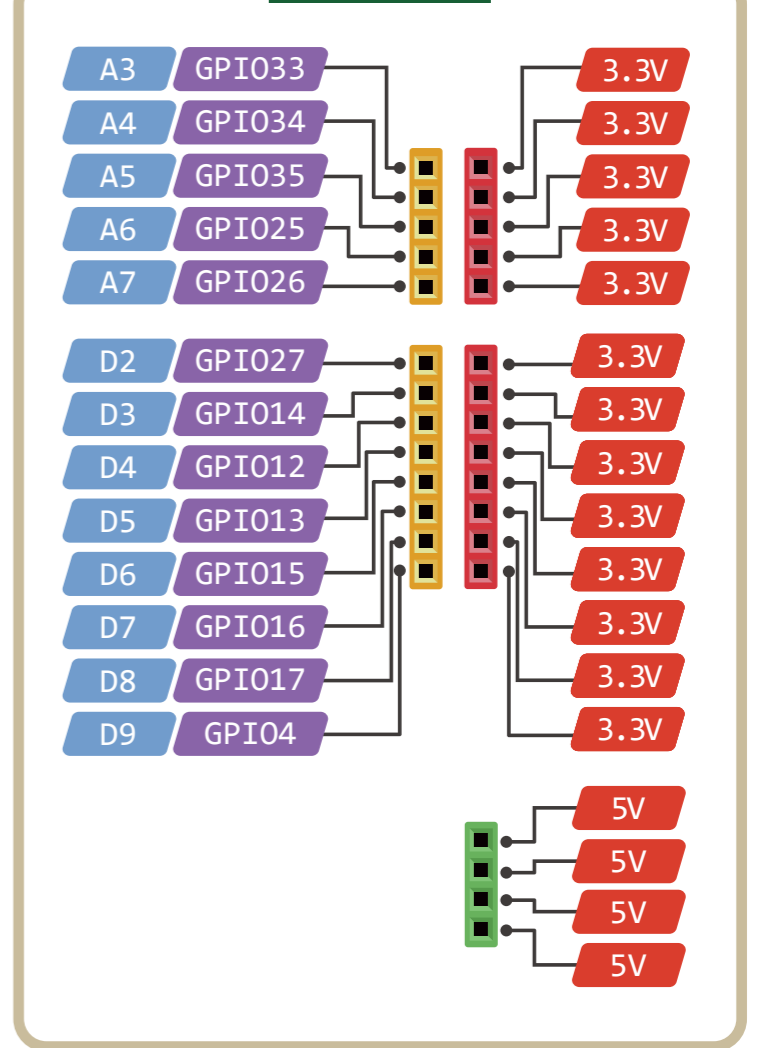 A3 GPIO33 3.3V
A4 GPIO34 3.3V
A5 GPIO35 3.3V
A6 GPIO25 3.3V
A7 GPIO26 3.3V
D2 GPIO27 3.3V
D3 GPIO14 3.3V
D4 GPIO12 3.3V
D5 GPIO13 3.3V
D6 GPIO15 3.3V
D7 GPIO16 3.3V
D8 GPIO17 3.3V
D9 GPIO4 3.3V
5V
5V
5V
5V